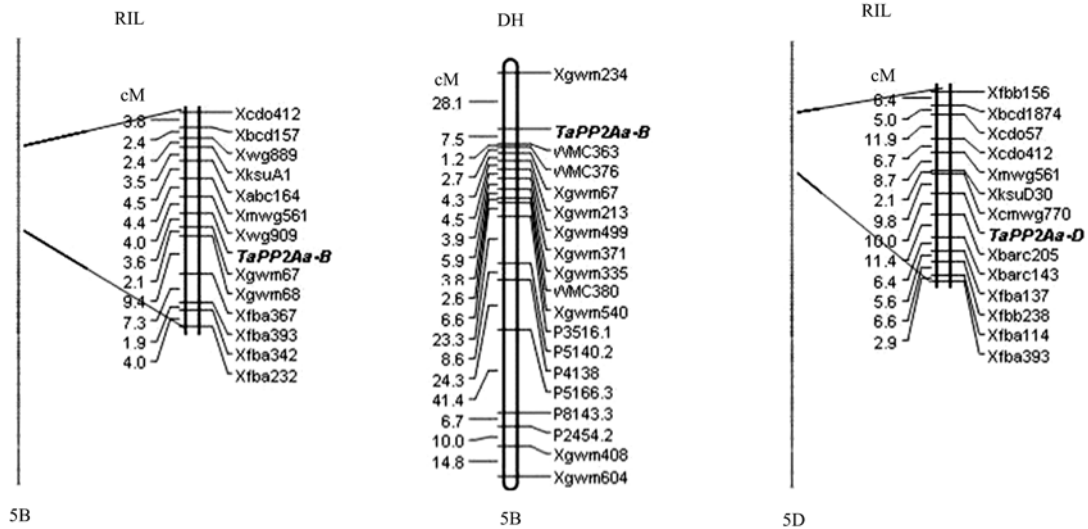 RIL
cM
3.8
2.4
2.4
3.5
4.5
4.4
4.0
3.6
2.1
9.4
7.3
1.9
4.0
Xcdo412
Xbcd157
Xwg889
XksuA1
Xabc164
Xmwg561
Xwg909
TaPP2Aa-B
Xgwm67
Xgwm68
Xfba367
Xfba393
Xfba342
Xfba232
5B
DH
cM
28.1
7.5
1.2
2.7
4.3
4.5
3.9
5.9
3.8
2.6
6.6
23.3
8.6
24.3
41.4
6.7
10.0
14.8
Xgwm234
TaPP2Aa-B
WMC363
WMC376
Xgwm67
Xgwm213
Xgwm499
Xgwm371
Xgwm335
WMC380
Xgwm540
P3516.1
P5140.2
P4138
P5166.3
P8143.3
P2454.2
Xgwm408
Xgwm604
5B
RIL
cM
6.4
5.0
11.9
6.7
8.7
2.1
9.8
10.0
11.4
6.4
5.6
6.6
2.9
Xfbb156
Xbcd1874
Xcdo57
Xcdo412
Xmwg561
XksuD30
Xcmwg770
TaPP2Aa-D
Xbarc205
Xbarc143
Xfba137
Xfbb238
Xfba114
Xfba393
5D